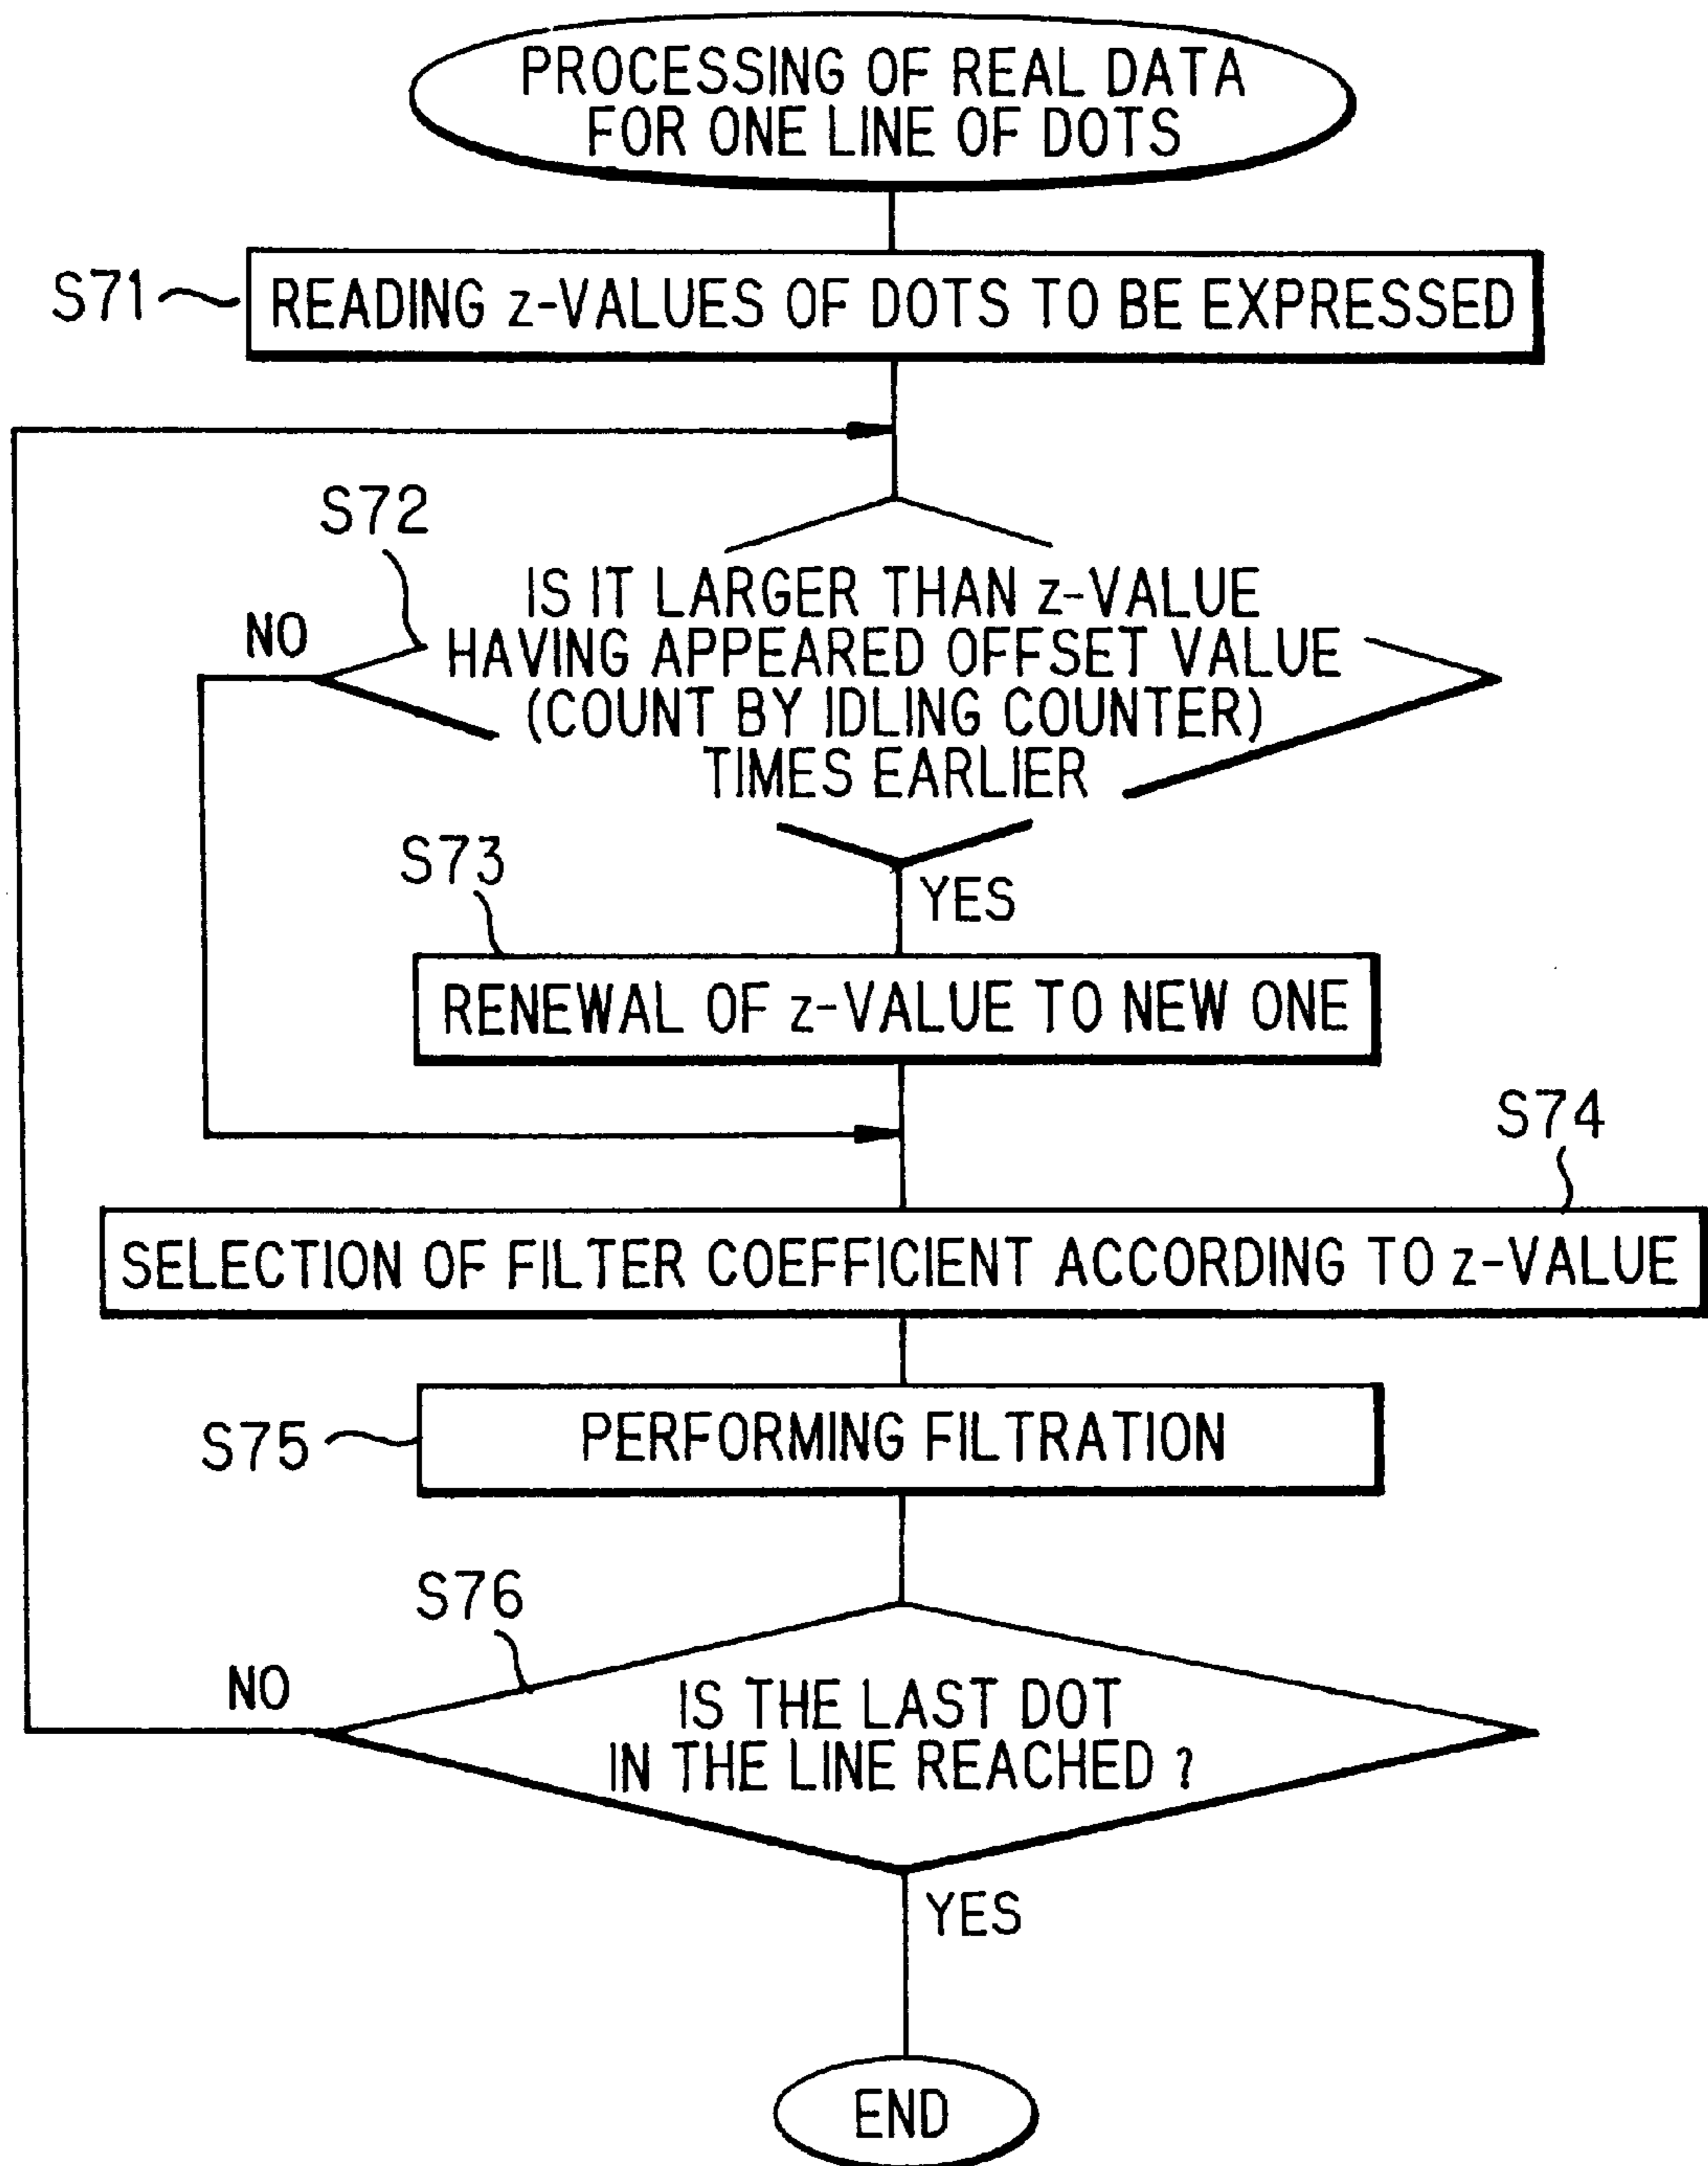 PROCESSING OF REAL DATA
FOR ONE LINE OF DOTS
S71
READING z-VALUES OF DOTS TO BE EXPRESSED
S72
NO
IS IT LARGER THAN z-VALUE
HAVING APPEARED OFFSET VALUE
(COUNT BY IDLING COUNTER)
TIMES EARLIER
S73
YES
RENEWAL OF z-VALUE TO NEW ONE
S74
SELECTION OF FILTER COEFFICIENT ACCORDING TO z-VALUE
S75
PERFORMING FILTRATION
S76
NO
IS THE LAST DOT
IN THE LINE REACHED ?
YES
END